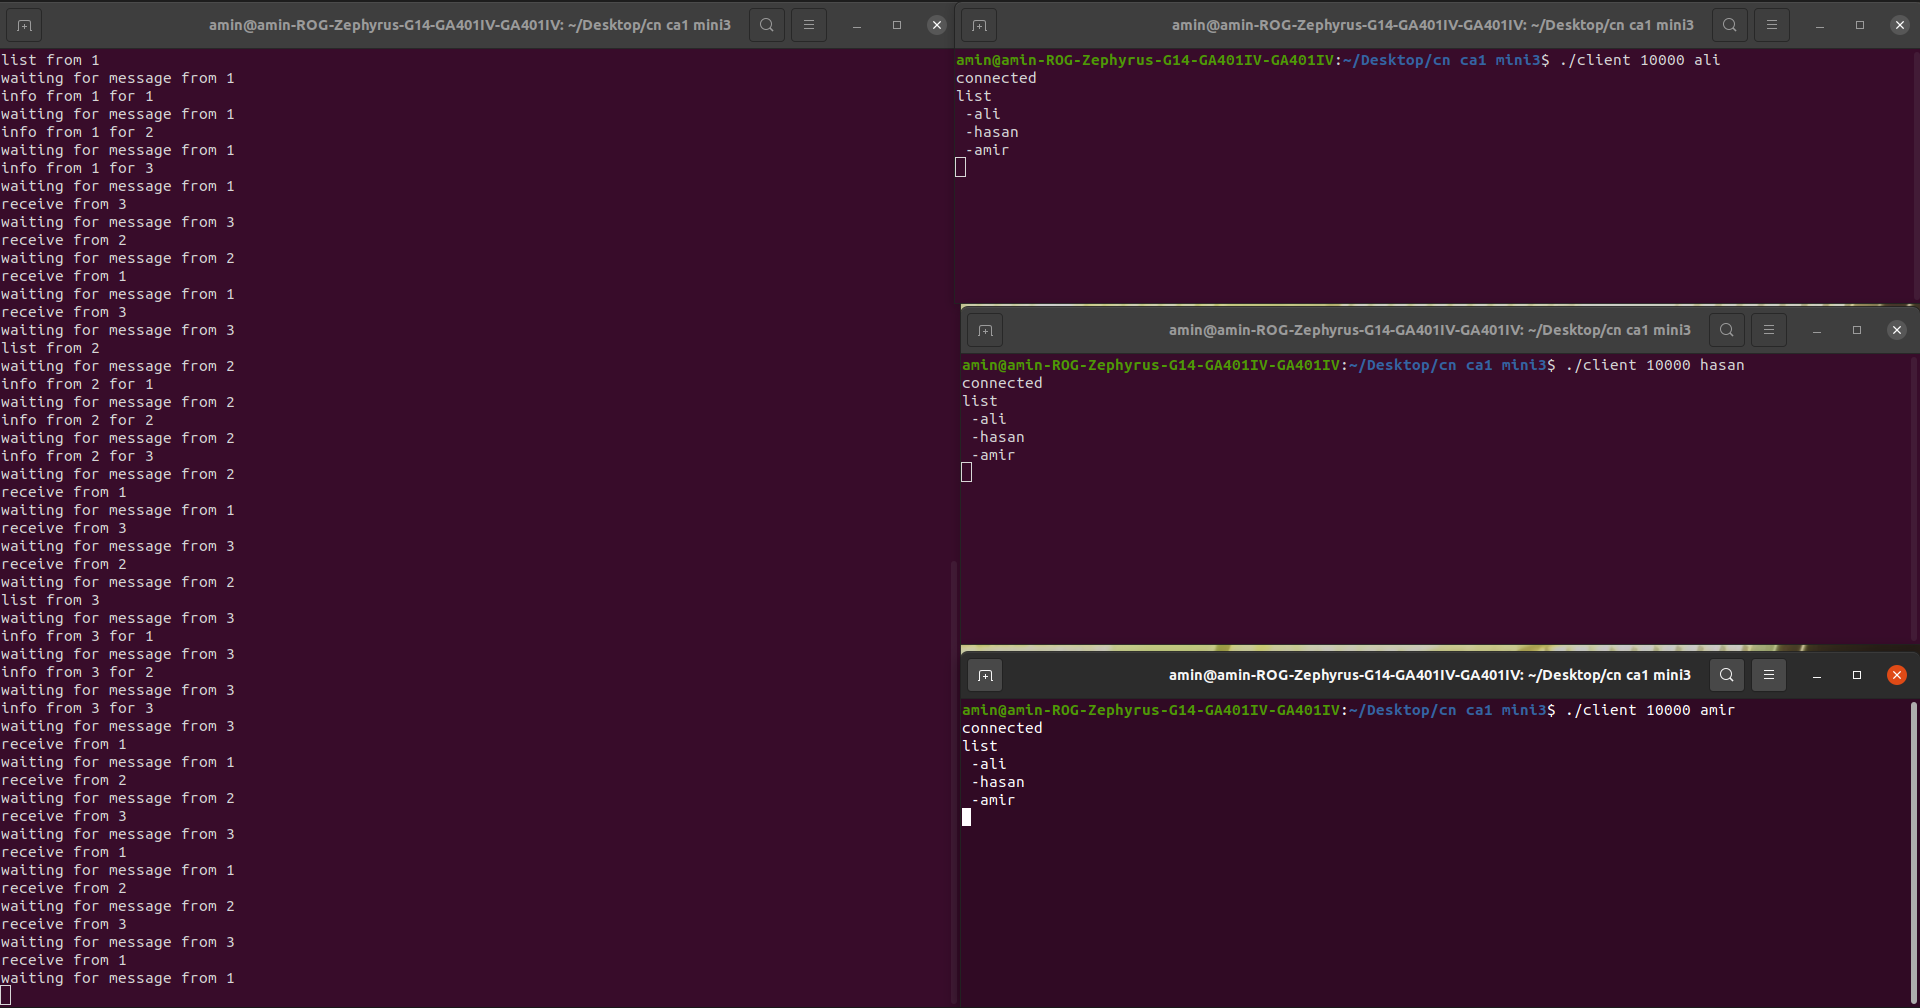 amin@amin-ROG-Zephyrus-G14-GA401IV-GA401IV: ~/Desktop/cn ca1 mini3
list from 1
waiting for message from 1
info from 1 for 1
waiting for message from 1
info from 1 for 2
waiting for message from 1
info from 1 for 3
waiting for message from 1
receive from 3
waiting for message from 3
receive from 2
waiting for message from 2
receive from 1
waiting for message from 1
receive from 3
waiting for message from 3
list from 2
waiting for message from 2
info from 2 for 1
waiting for message from 2
info from 2 for 2
waiting for message from 2
info from 2 for 3
waiting for message from 2
receive from 1
waiting for message from 1
receive from 3
waiting for message from 3
receive from 2
waiting for message from 2
list from 3
waiting for message from 3
info from 3 for 1
waiting for message from 3
info from 3 for 2
waiting for message from 3
info from 3 for 3
waiting for message from 3
receive from 1
waiting for message from 1
receive from 2
waiting for message from 2
receive from 3
waiting for message from 3
receive from 1
waiting for message from 1
receive from 2
waiting for message from 2
receive from 3
waiting for message from 3
receive from 1
waiting for message from 1
amin@amin-ROG-Zephyrus-G14-GA401IV-GA401IV: ~/Desktop/cn ca1 mini3
amin@amin-ROG-Zephyrus-G14-GA401IV-GA401IV:~/Desktop/cn ca1 mini3$ ./client 10000 ali
connected
list
-ali
-hasan
-amir
amin@amin-ROG-Zephyrus-G14-GA401IV-GA401IV: ~/Desktop/cn ca1 mini3
amin@amin-ROG-Zephyrus-G14-GA401IV-GA401IV:~/Desktop/cn ca1 mini3$ ./client 10000 hasan
connected
list
-ali
-hasan
-amir
amin@amin-ROG-Zephyrus-G14-GA401IV-GA401IV: ~/Desktop/cn ca1 mini3
amin@amin-ROG-Zephyrus-G14-GA401IV-GA401IV:~/Desktop/cn ca1 mini3$ ./client 10000 amir
connected
list
-ali
-hasan
-amir